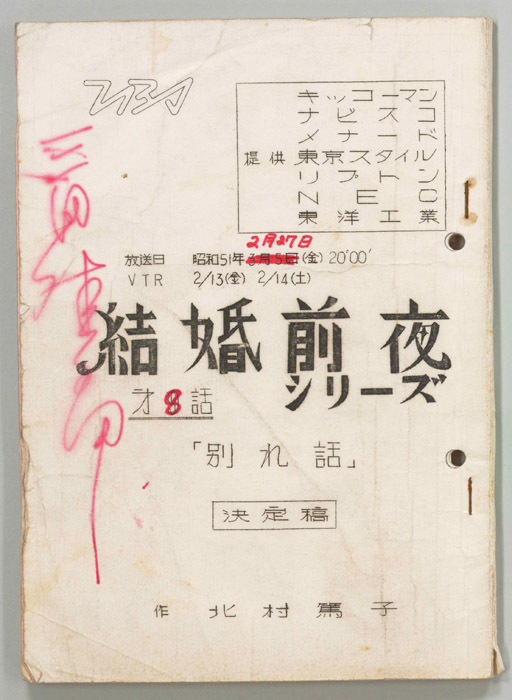 キッコーマン
ナビスコ
メナード
提供 東京スタイル
リプトン
NEC
東洋工業
2月27日
放送日 昭和51年3月5日(金) 20'00'
VTR 2/13(金) 2/14(土)
結婚前夜
シリーズ
才8話
「別れ話」
決定稿
作 北村篤子